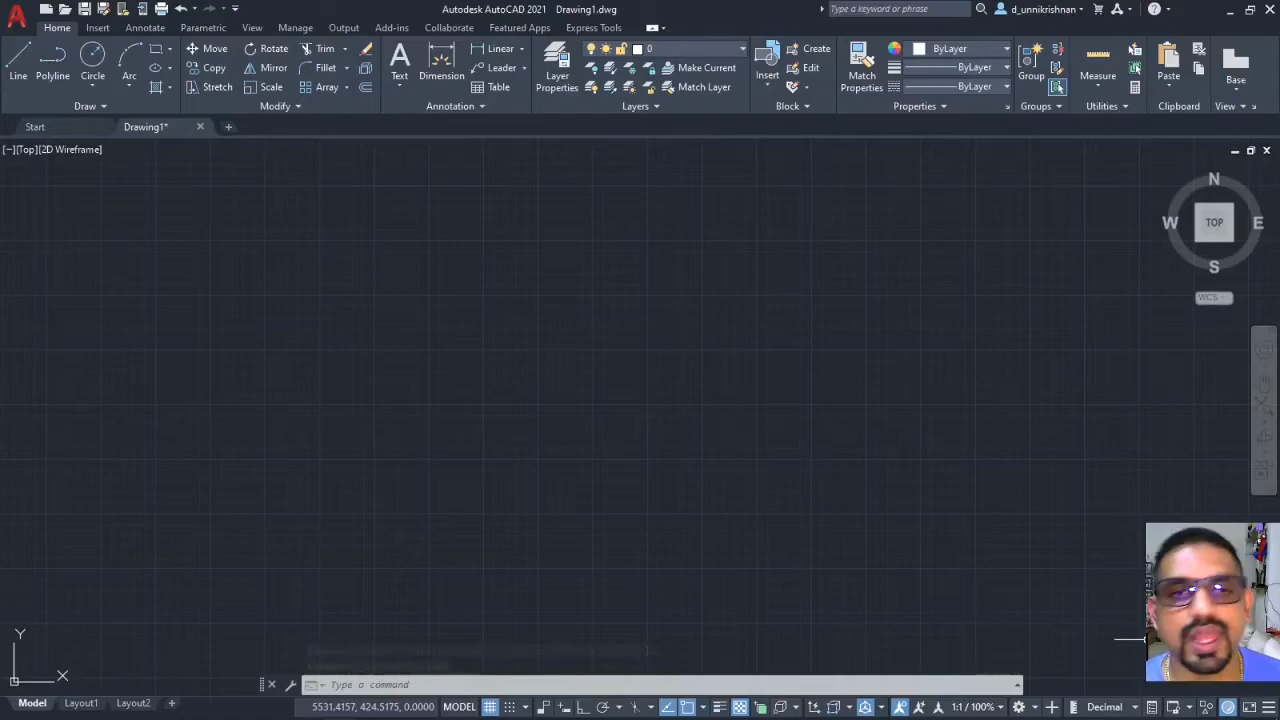 Autodesk AutoCAD 2021 Drawing1.dwg
Type a keyword or phrase
d_unnikrishnan
Home Insert Annotate Parametric View Manage Output Add-ins Collaborate Featured Apps Express Tools
Line Polyline Circle Arc
Move Rotate Trim
Copy Mirror Fillet
Stretch Scale Array
Text Dimension
Linear
Leader
Table
Layer Properties
0
Make Current
Match Layer
Insert
Create
Edit
Match Properties
ByLayer
ByLayer
ByLayer
Group
Measure
Paste
Base
Draw Modify Annotation Layers Block Properties Groups Utilities Clipboard View
Start Drawing1*
[−][Top][2D Wireframe]
N
W TOP E
S
WCS
Y
X
Type a command
Model Layout1 Layout2
5531.4157, 424.5175, 0.0000 MODEL
1:1/100%
Decimal